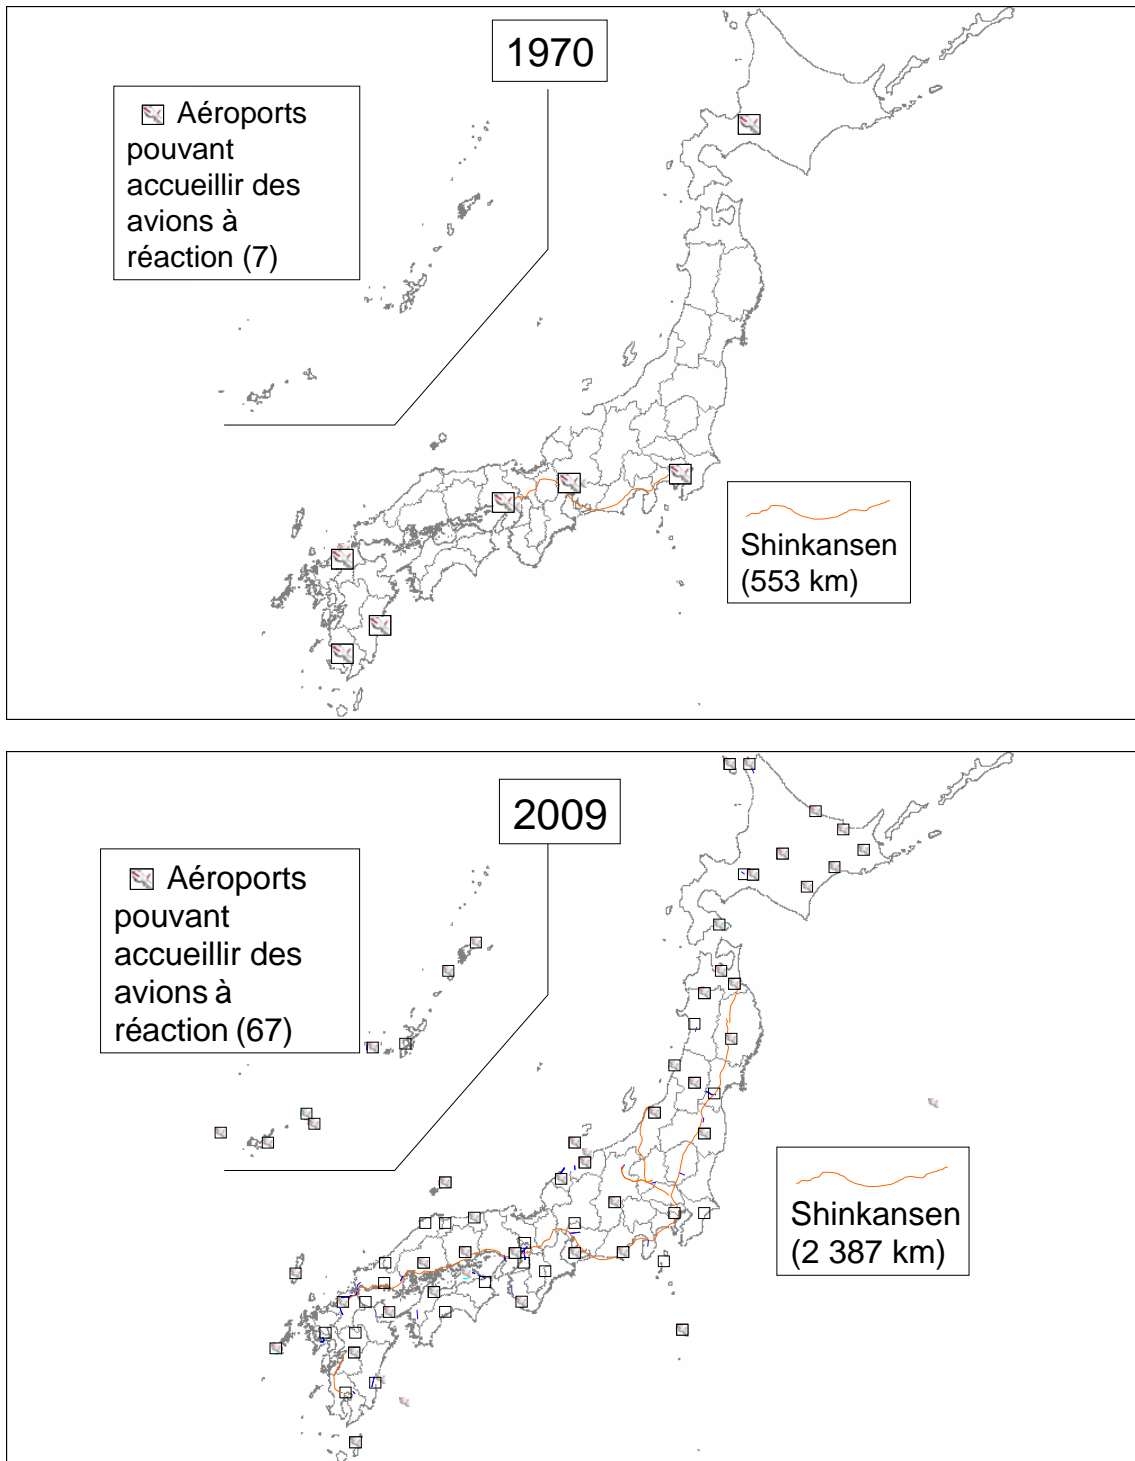 1970
Aéroports
pouvant
accueillir des
avions à
réaction (7)
Shinkansen
(553 km)
2009
Aéroports
pouvant
accueillir des
avions à
réaction (67)
Shinkansen
(2 387 km)